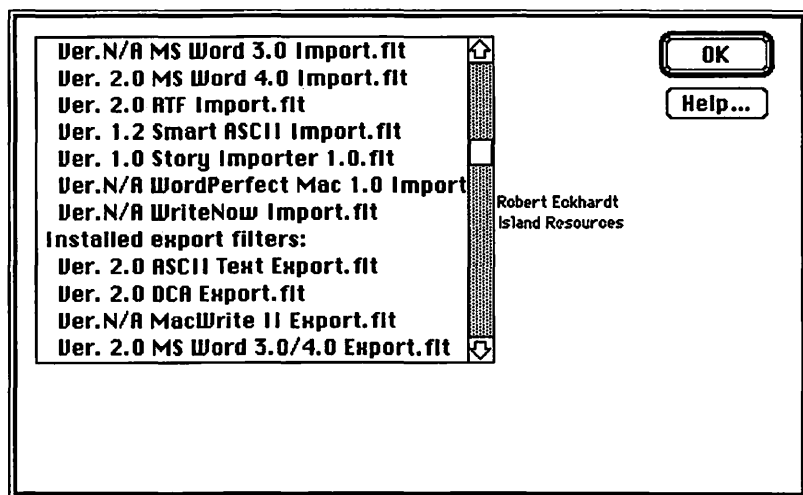 Ver.N/A MS Word 3.0 Import.flt
Ver. 2.0 MS Word 4.0 Import.flt
Ver. 2.0 RTF Import.flt
Ver. 1.2 Smart ASCII Import.flt
Ver. 1.0 Story Importer 1.0.flt
Ver.N/A WordPerfect Mac 1.0 Import
Ver.N/A WriteNow Import.flt
Installed export filters:
Ver. 2.0 ASCII Text Export.flt
Ver. 2.0 DCA Export.flt
Ver.N/A MacWrite II Export.flt
Ver. 2.0 MS Word 3.0/4.0 Export.flt
OK
Help...
Robert Eckhardt
Island Resources